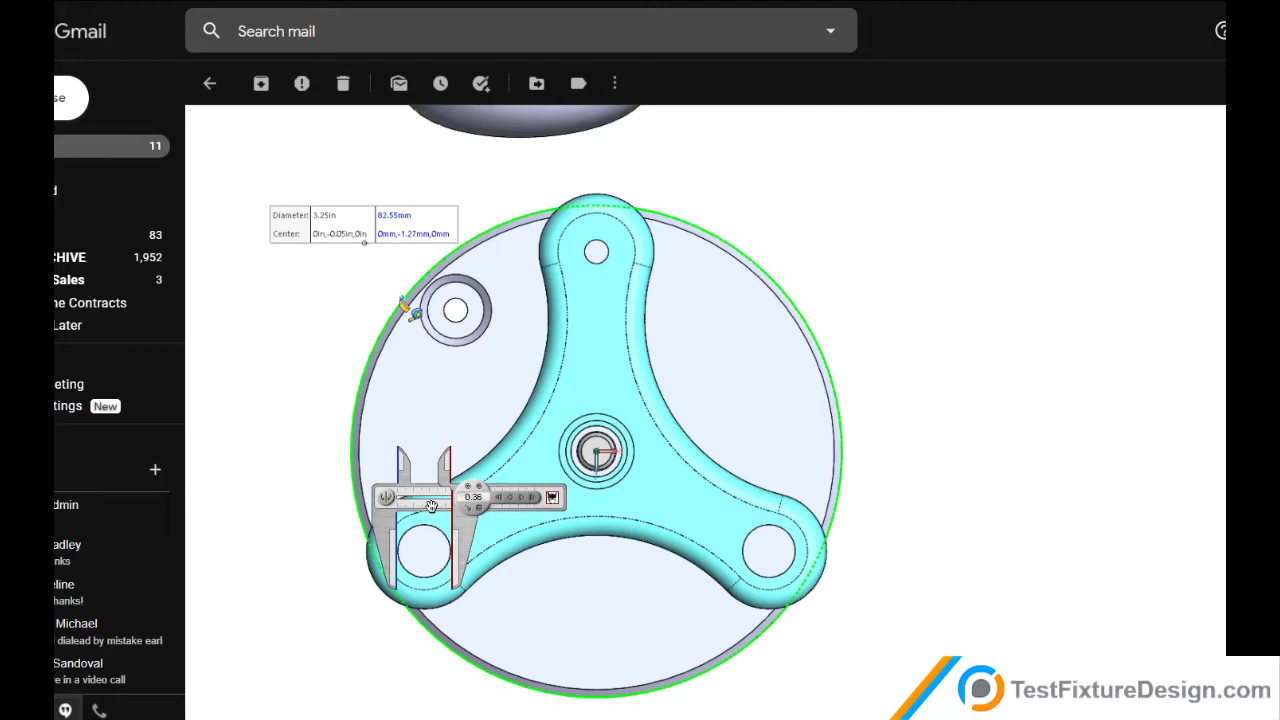 Gmail
Search mail
se
11
d
83
CHIVE 1,952
Sales 3
ne Contracts
Later
eting
tings New
dmin
adley
nks
eline
hanks!
Michael
I dialead by mistake earl
Sandoval
re in a video call
Diameter: 3.25in 82.55mm
Center: 0in,-0.05in,0in 0mm,-1.27mm,0mm
0.36
TestFixtureDesign.com